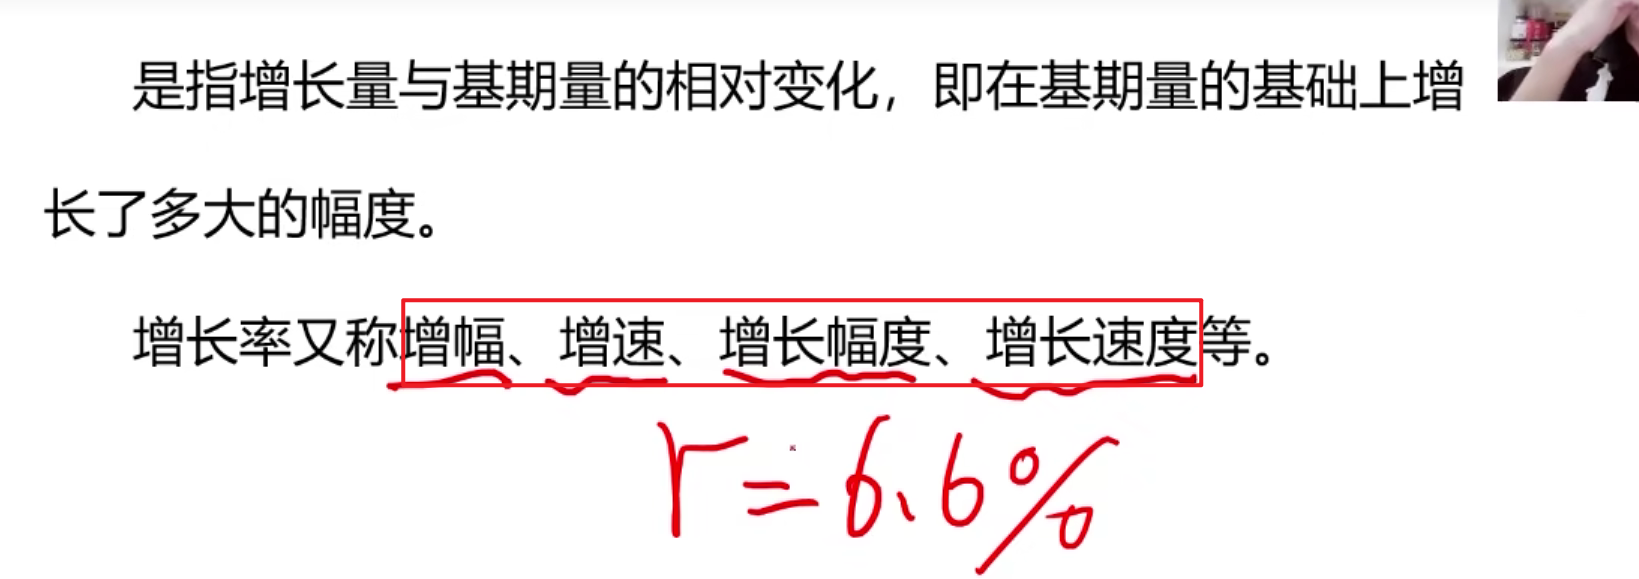 是指增长量与基期量的相对变化，即在基期量的基础上增
长了多大的幅度。
增长率又称增幅、增速、增长幅度、增长速度等。
r=6.6%